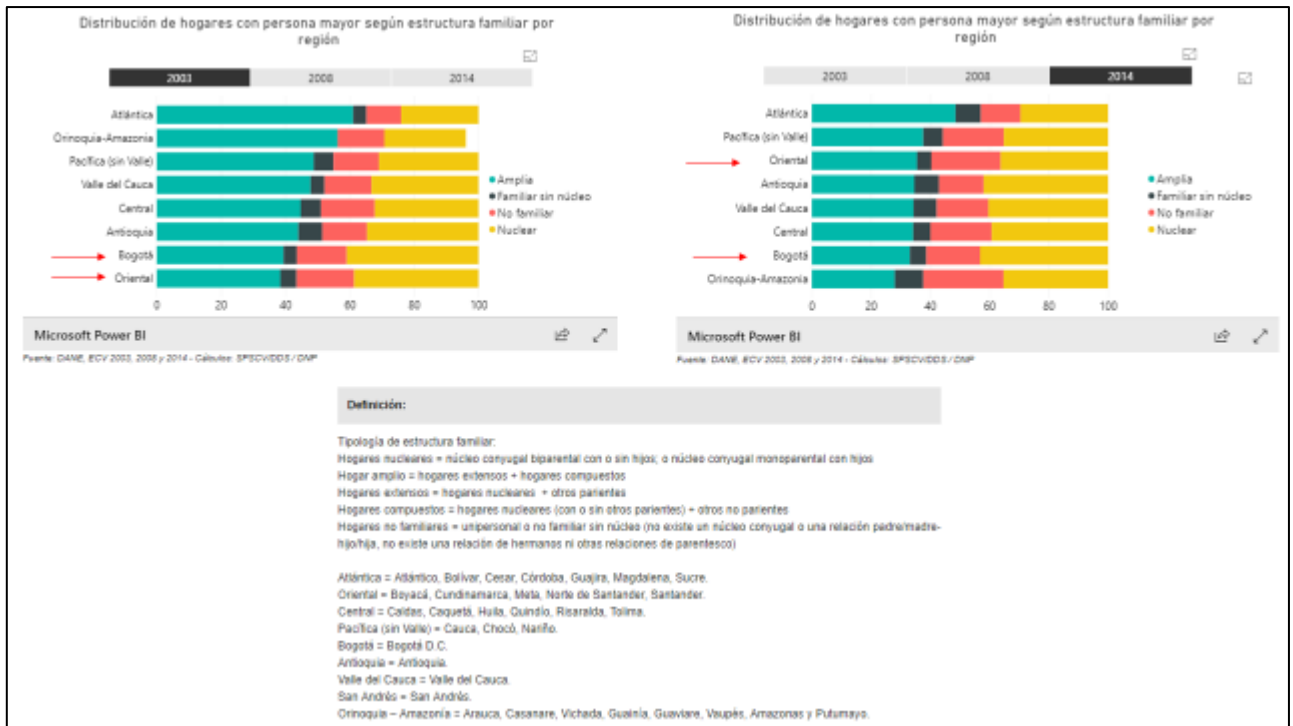 Distribución de hogares con persona mayor según estructura familiar por
región
2003 2008 2014
Atlántica
Orinoquia-Amazonia
Pacífica (sin Valle)
Valle del Cauca
Central
Antioquia
Bogotá
Oriental
0 20 40 60 80 100
Amplia
Familiar sin núcleo
No familiar
Nuclear
Microsoft Power BI
Fuente: DANE, ECV 2003, 2008 y 2014 - Cálculos: SPSCV/DDS / DNP
Distribución de hogares con persona mayor según estructura familiar por
región
2003 2008 2014
Atlántica
Pacífica (sin Valle)
Oriental
Antioquia
Valle del Cauca
Central
Bogotá
Orinoquia-Amazonia
0 20 40 60 80 100
Amplia
Familiar sin núcleo
No familiar
Nuclear
Microsoft Power BI
Fuente: DANE, ECV 2003, 2008 y 2014 - Cálculos: SPSCV/DDS / DNP
Definición:
Tipología de estructura familiar:
Hogares nucleares = núcleo conyugal biparental con o sin hijos; o núcleo conyugal monoparental con hijos
Hogar amplio = hogares extensos + hogares compuestos
Hogares extensos = hogares nucleares + otros parientes
Hogares compuestos = hogares nucleares (con o sin otros parientes) + otros no parientes
Hogares no familiares = unipersonal o no familiar sin núcleo (no existe un núcleo conyugal o una relación padre/madre-
hijo/hija, no existe una relación de hermanos ni otras relaciones de parentesco)
Atlántica = Atlántico, Bolívar, Cesar, Córdoba, Guajira, Magdalena, Sucre.
Oriental = Boyacá, Cundinamarca, Meta, Norte de Santander, Santander.
Central = Caldas, Caquetá, Huila, Quindío, Risaralda, Tolima.
Pacífica (sin Valle) = Cauca, Chocó, Nariño.
Bogotá = Bogotá D.C.
Antioquia = Antioquia.
Valle del Cauca = Valle del Cauca.
San Andrés = San Andrés.
Orinoquia – Amazonía = Arauca, Casanare, Vichada, Guainía, Guaviare, Vaupés, Amazonas y Putumayo.